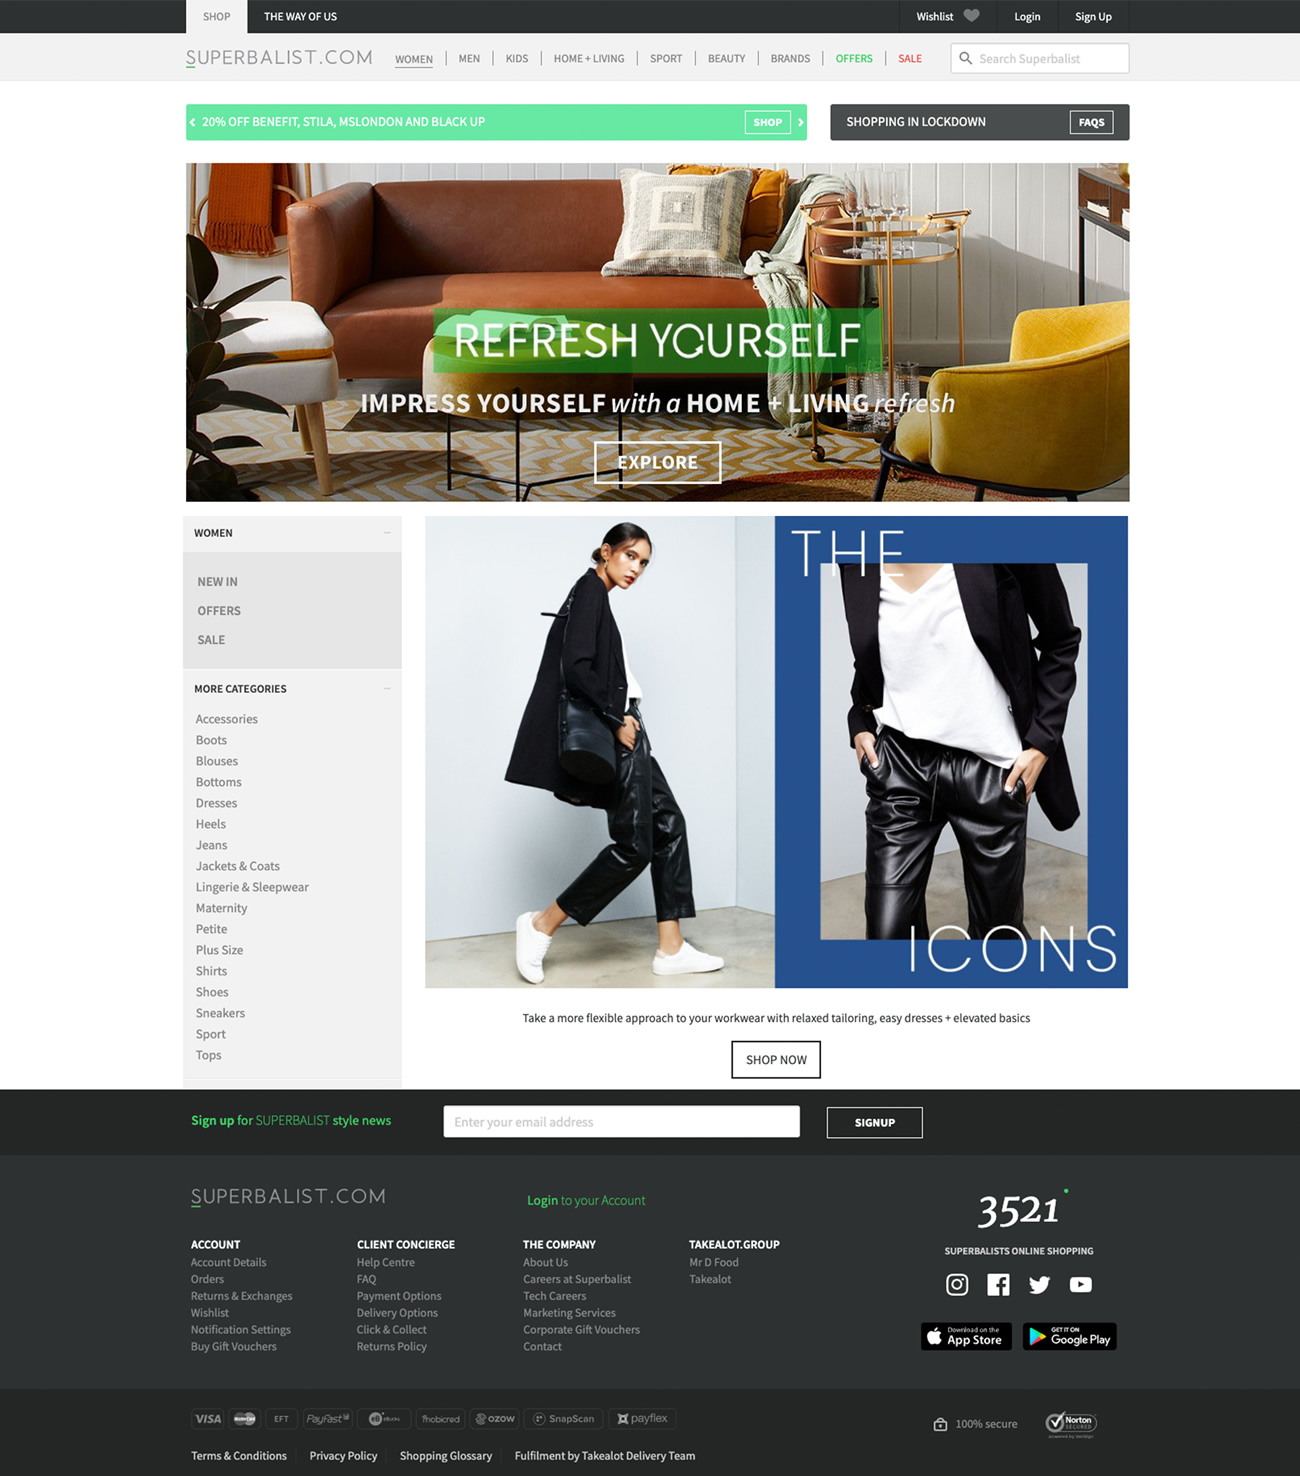 SHOP
THE WAY OF US
Wishlist
Login
Sign Up
SUPERBALIST.COM
WOMEN
MEN
KIDS
HOME + LIVING
SPORT
BEAUTY
BRANDS
OFFERS
SALE
Search Superbalist
20% OFF BENEFIT, STILA, MSLONDON AND BLACK UP
SHOP
SHOPPING IN LOCKDOWN
FAQS
REFRESH YOURSELF
IMPRESS YOURSELF with a HOME + LIVING refresh
EXPLORE
WOMEN
NEW IN
OFFERS
SALE
MORE CATEGORIES
Accessories
Boots
Blouses
Bottoms
Dresses
Heels
Jeans
Jackets & Coats
Lingerie & Sleepwear
Maternity
Petite
Plus Size
Shirts
Shoes
Sneakers
Sport
Tops
THE
ICONS
Take a more flexible approach to your workwear with relaxed tailoring, easy dresses + elevated basics
SHOP NOW
Sign up for SUPERBALIST style news
Enter your email address
SIGNUP
SUPERBALIST.COM
Login to your Account
ACCOUNT
Account Details
Orders
Returns & Exchanges
Wishlist
Notification Settings
Buy Gift Vouchers
CLIENT CONCIERGE
Help Centre
FAQ
Payment Options
Delivery Options
Click & Collect
Returns Policy
THE COMPANY
About Us
Careers at Superbalist
Tech Careers
Marketing Services
Corporate Gift Vouchers
Contact
TAKEALOT.GROUP
Mr D Food
Takealot
3521
SUPERBALISTS ONLINE SHOPPING
Download on the
App Store
GET IT ON
Google Play
VISA
MasterCard
EFT
PayFast
eBucks
mobicred
ozow
SnapScan
payflex
100% secure
Norton
SECURED
powered by VeriSign
Terms & Conditions
Privacy Policy
Shopping Glossary
Fulfilment by Takealot Delivery Team